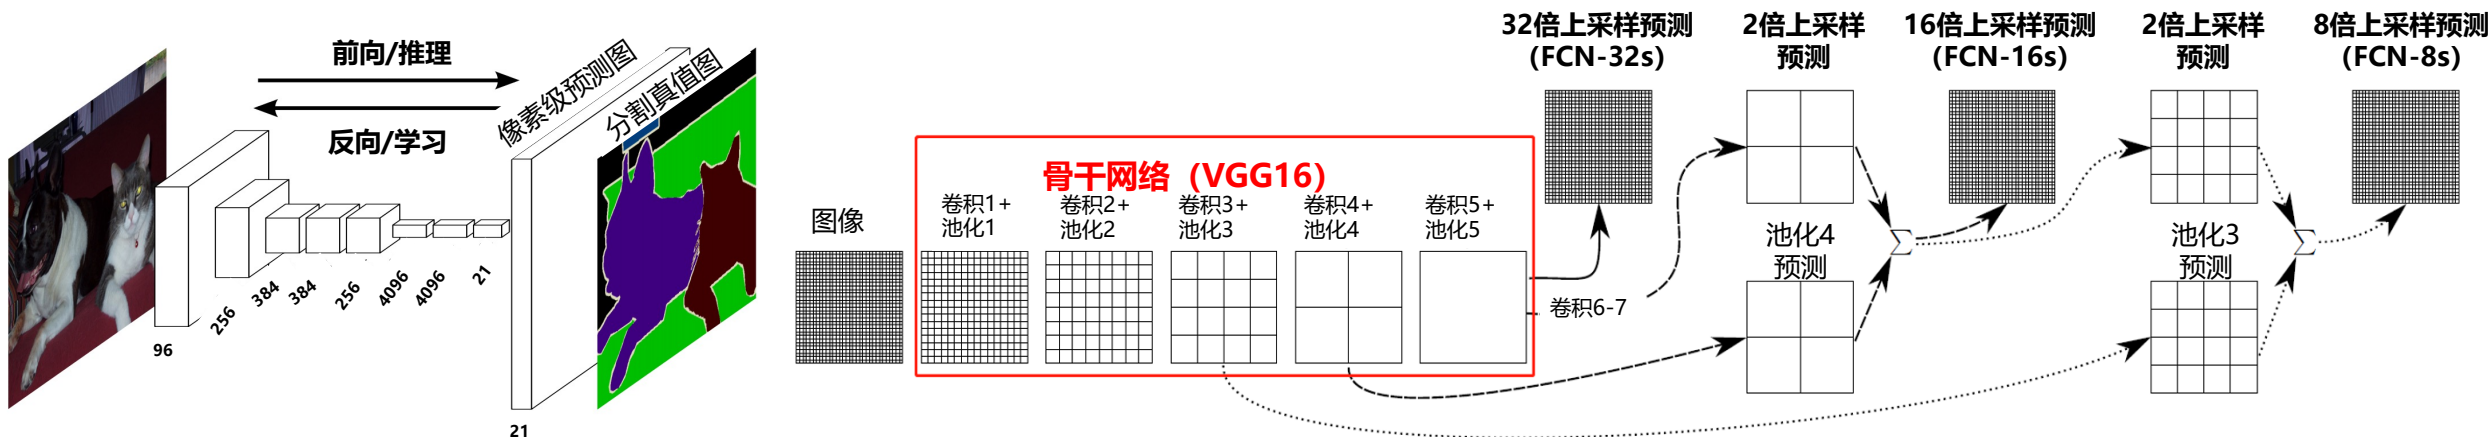 前向/推理
反向/学习
像素级预测图
分割真值图
96
256
384
384
256
4096
4096
21
21
图像
骨干网络（VGG16）
卷积1+
池化1
卷积2+
池化2
卷积3+
池化3
卷积4+
池化4
卷积5+
池化5
卷积6-7
32倍上采样预测
（FCN-32s）
2倍上采样
预测
池化4
预测
Σ
16倍上采样预测
（FCN-16s）
2倍上采样
预测
池化3
预测
Σ
8倍上采样预测
（FCN-8s）